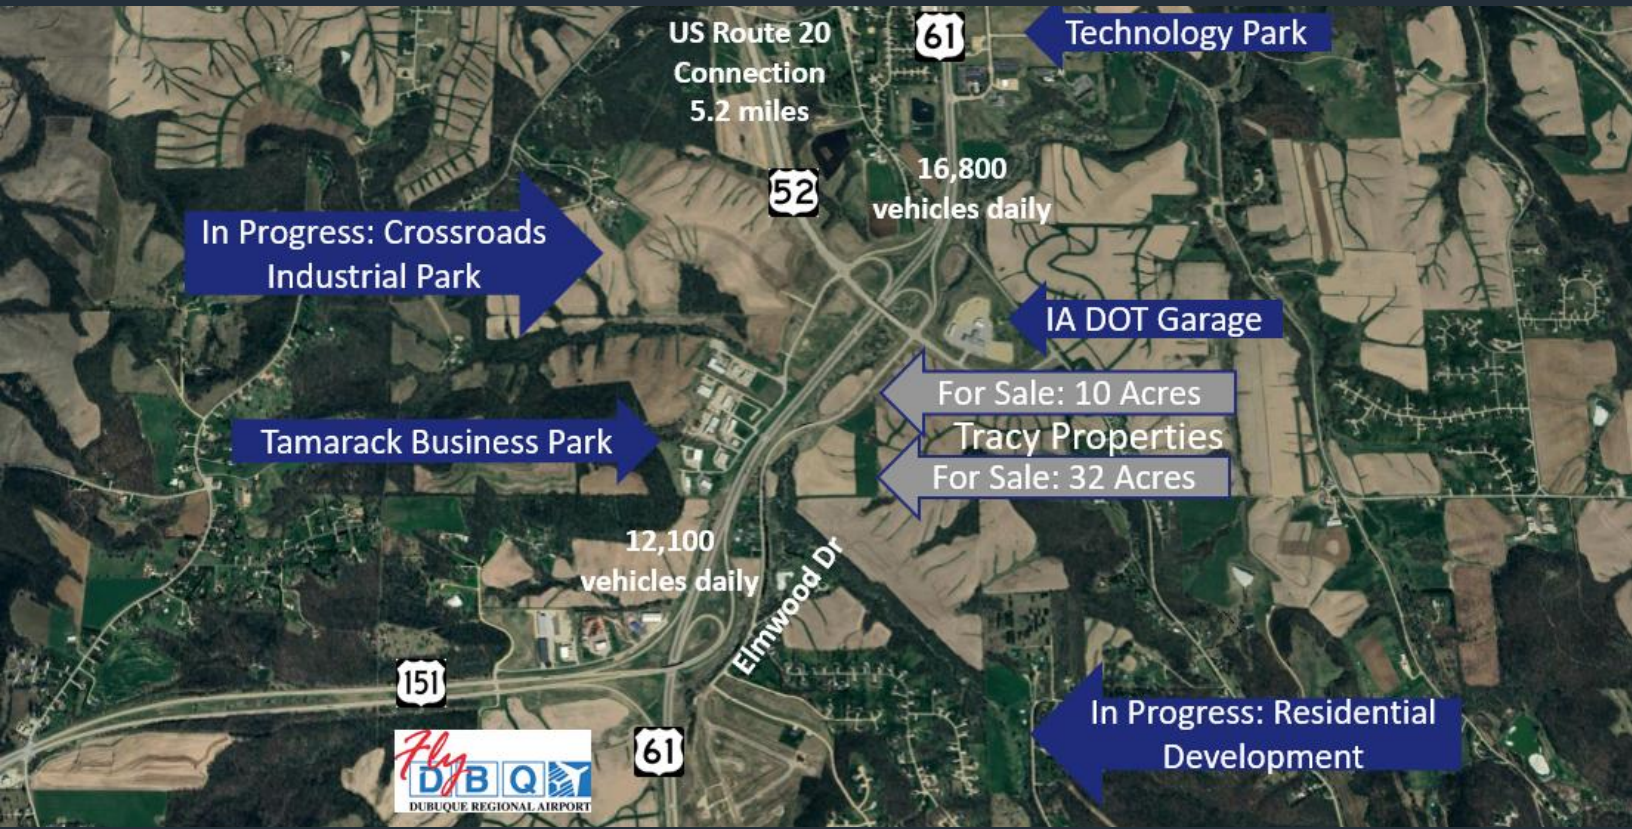 US Route 20
Connection
5.2 miles
61
Technology Park
16,800
vehicles daily
52
In Progress: Crossroads
Industrial Park
IA DOT Garage
For Sale: 10 Acres
Tracy Properties
For Sale: 32 Acres
Tamarack Business Park
12,100
vehicles daily
Elmwood Dr
151
61
In Progress: Residential
Development
Fly
DBQ
DUBUQUE REGIONAL AIRPORT